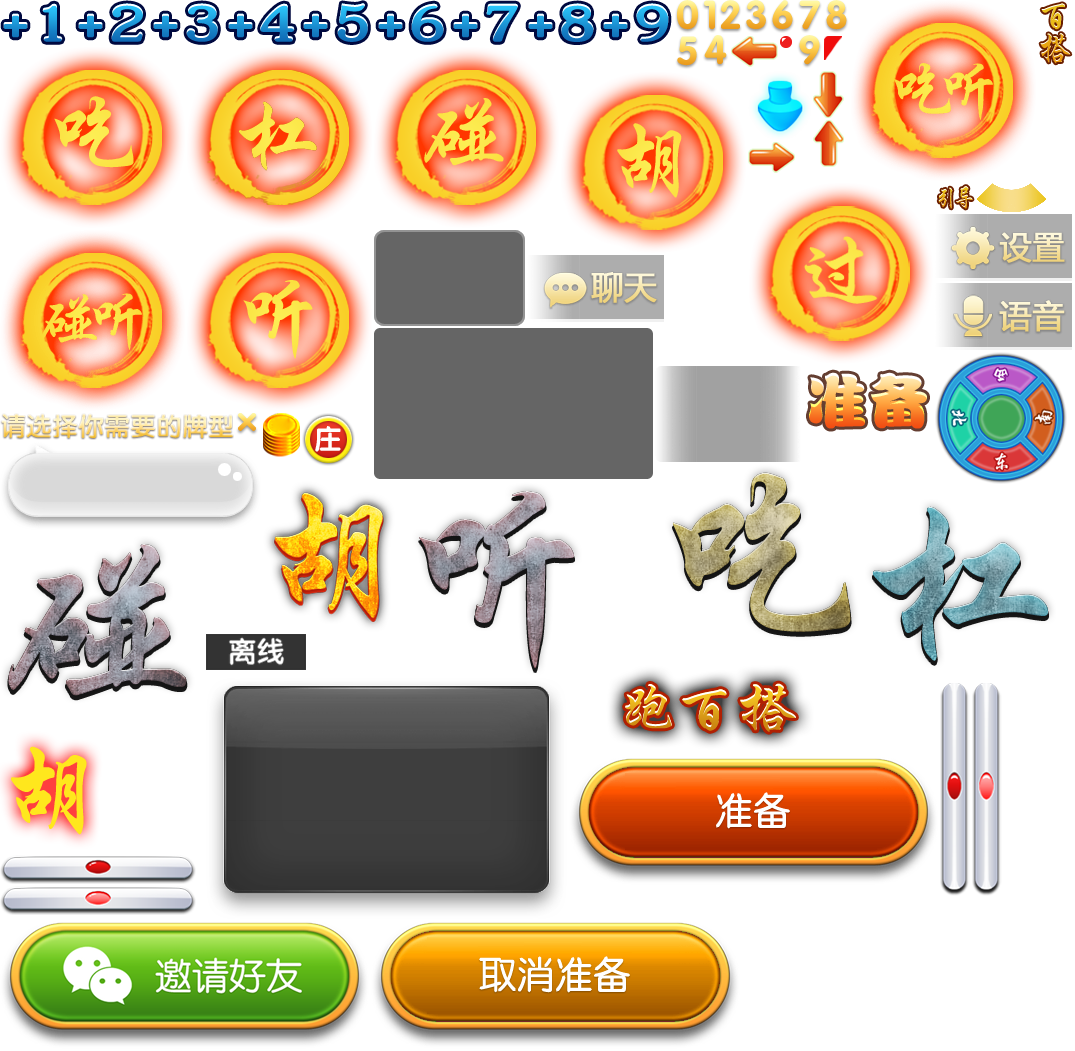 +1+2+3+4+5+6+7+8+9
0123678
54
9
百搭
吃
杠
碰
胡
吃听
引导
过
设置
聊天
语音
碰听
听
准备
请选择你需要的牌型
庄
西
北
南
东
碰
胡
听
吃
杠
离线
跑百搭
胡
准备
邀请好友
取消准备